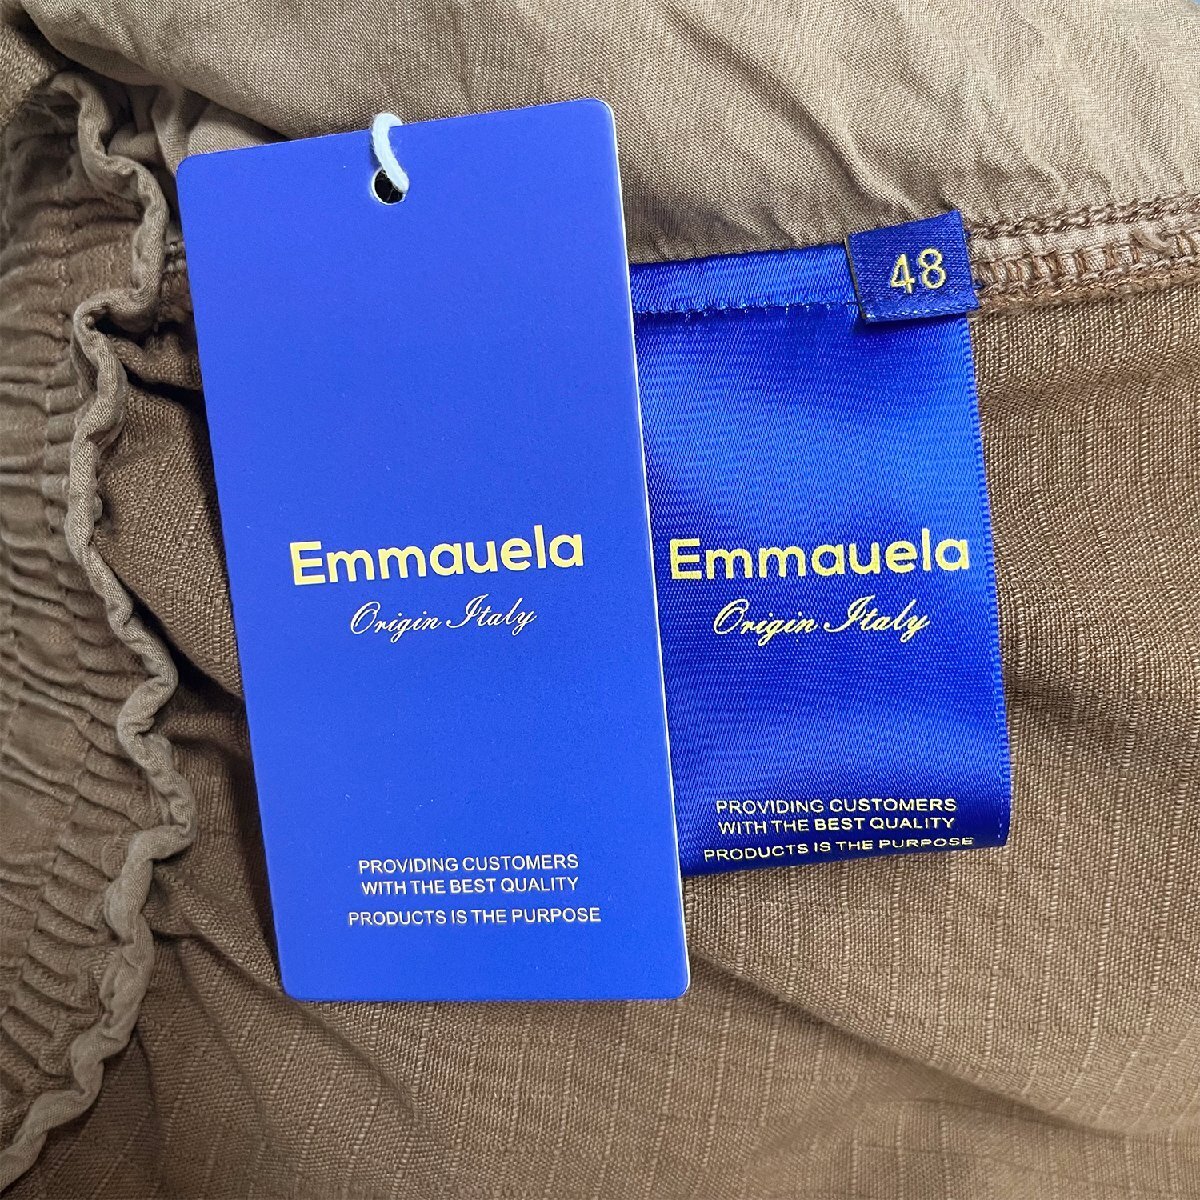 Emmauela
Origin Italy
PROVIDING CUSTOMERS
WITH THE BEST QUALITY
PRODUCTS IS THE PURPOSE
48
Emmauela
Origin Italy
PROVIDING CUSTOMERS
WITH THE BEST QUALITY
PRODUCTS IS THE PURPOSE